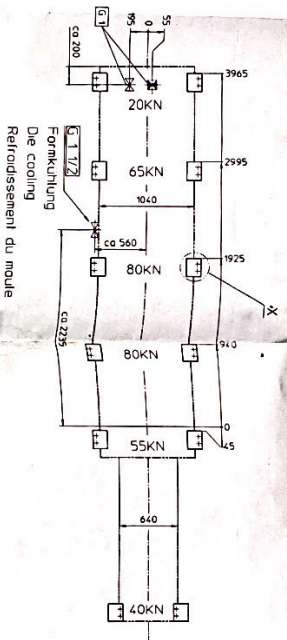 G 1
195
0
55
ca 200
3965
20KN
65KN
2995
1040
G 1 1/2
Formkühlung
Die cooling
Refroidissement du moule
ca 560
80KN
1925
X
ca 2235
80KN
940
0
45
55KN
640
40KN